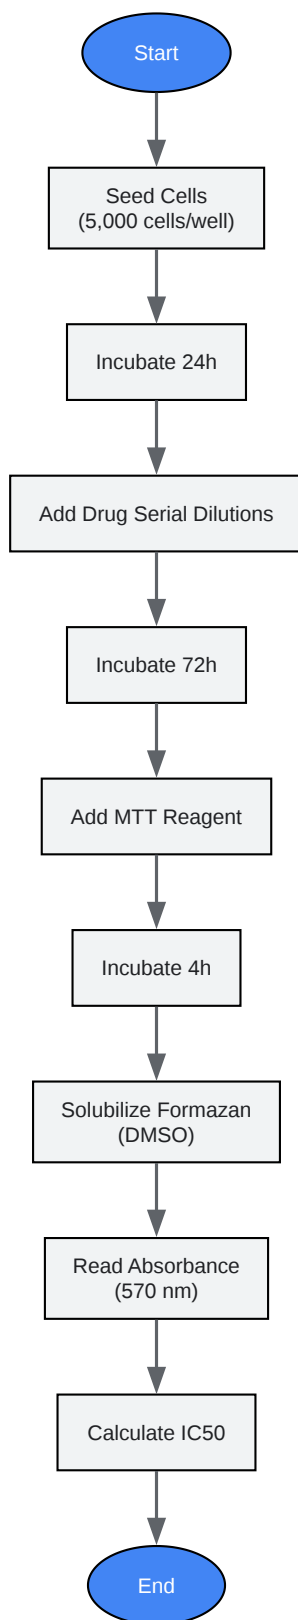 Start
Seed Cells
(5,000 cells/well)
Incubate 24h
Add Drug Serial Dilutions
Incubate 72h
Add MTT Reagent
Incubate 4h
Solubilize Formazan
(DMSO)
Read Absorbance
(570 nm)
Calculate IC50
End